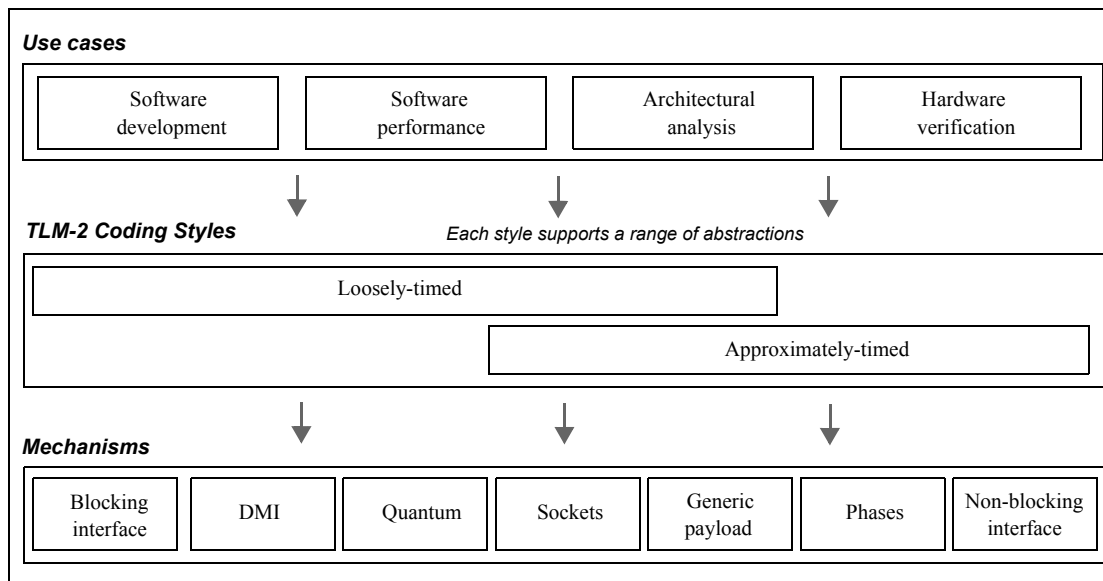 Use cases
Software
development
Software
performance
Architectural
analysis
Hardware
verification
TLM-2 Coding Styles
Each style supports a range of abstractions
Loosely-timed
Approximately-timed
Mechanisms
Blocking
interface
DMI
Quantum
Sockets
Generic
payload
Phases
Non-blocking
interface